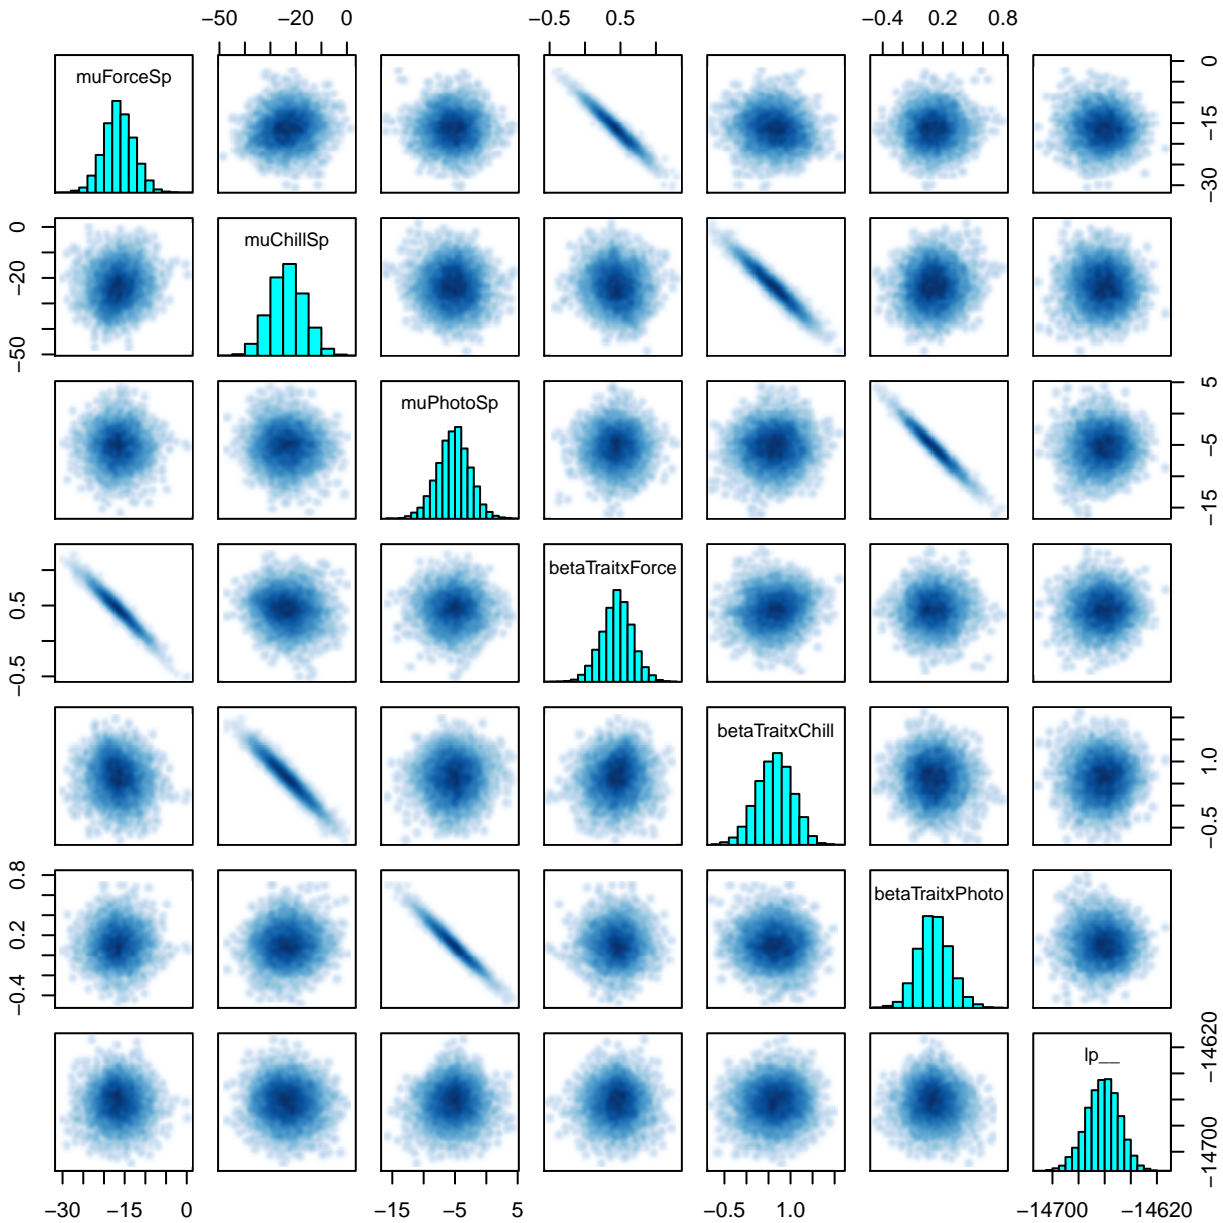 −50 −20 0 −0.5 0.5 −0.4 0.2 0.8
muForceSp
0 −15 −30
muChillSp
0 −20 −50
muPhotoSp
5 −5 −15
betaTraitxForce
0.5 −0.5
betaTraitxChill
1.0 −0.5
betaTraitxPhoto
0.8 0.2 −0.4
lp__
−14620 −14700
−30 −15 0 −15 −5 5 −0.5 1.0 −14700 −14620